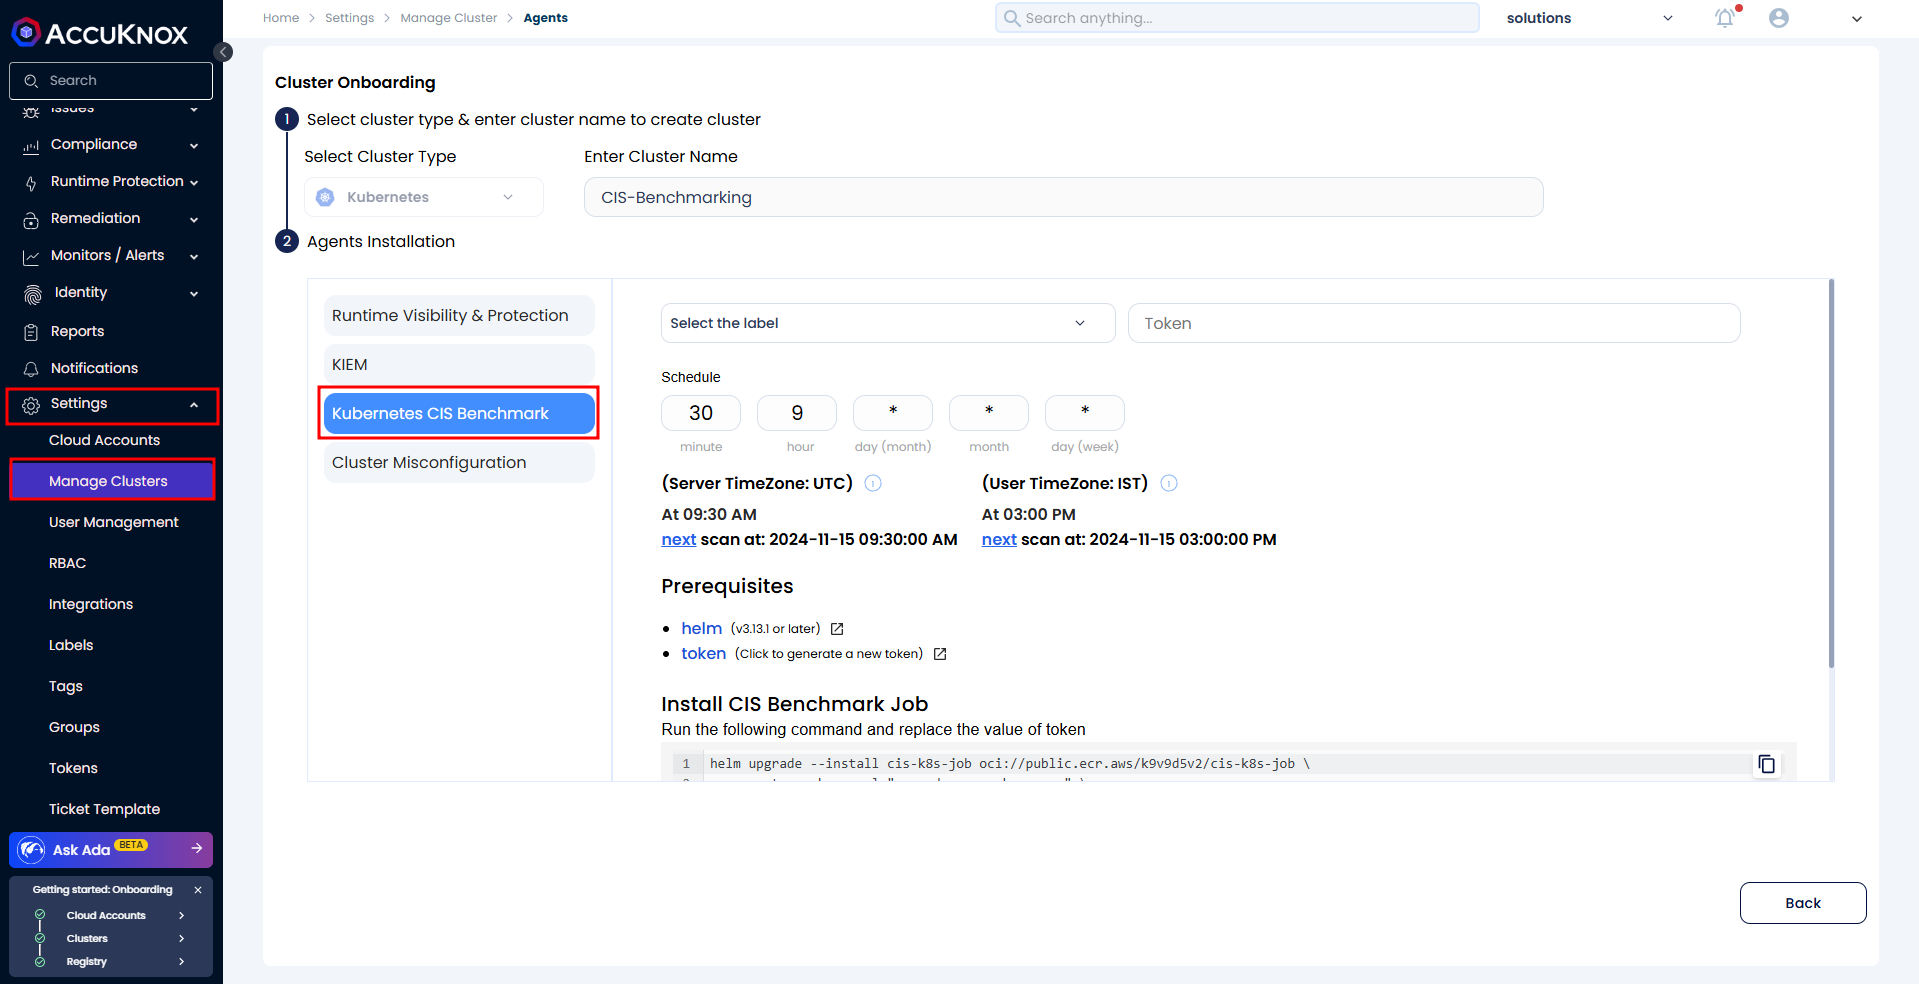 ACCUKNOX
Search
Issues
Compliance
Runtime Protection
Remediation
Monitors / Alerts
Identity
Reports
Notifications
Settings
Cloud Accounts
Manage Clusters
User Management
RBAC
Integrations
Labels
Tags
Groups
Tokens
Ticket Template
Ask Ada BETA
Getting started: Onboarding
Cloud Accounts
Clusters
Registry
Home > Settings > Manage Cluster > Agents
Search anything...
solutions
Cluster Onboarding
1 Select cluster type & enter cluster name to create cluster
Select Cluster Type
Enter Cluster Name
Kubernetes
CIS-Benchmarking
2 Agents Installation
Runtime Visibility & Protection
KIEM
Kubernetes CIS Benchmark
Cluster Misconfiguration
Select the label
Token
Schedule
30 9 * * *
minute hour day (month) month day (week)
(Server TimeZone: UTC)
At 09:30 AM
next scan at: 2024-11-15 09:30:00 AM
(User TimeZone: IST)
At 03:00 PM
next scan at: 2024-11-15 03:00:00 PM
Prerequisites
• helm (v3.13.1 or later)
• token (Click to generate a new token)
Install CIS Benchmark Job
Run the following command and replace the value of token
1 helm upgrade --install cis-k8s-job oci://public.ecr.aws/k9v9d5v2/cis-k8s-job \
Back